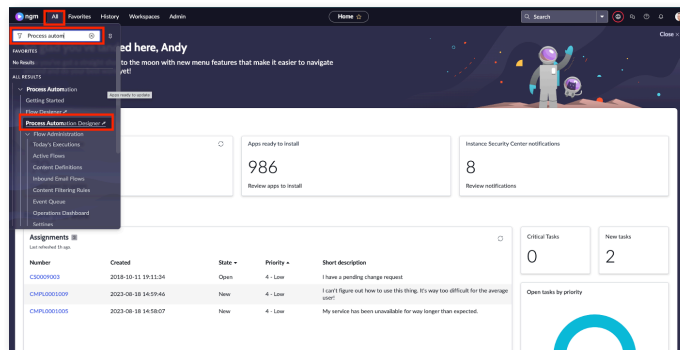 ngm All Favorites History Workspaces Admin Home Search
Process autom
FAVORITES
No Results
ALL RESULTS
Process Automation
Getting Started
Flow Designer
Process Automation Designer
Flow Administration
Today's Executions
Active Flows
Content Definitions
Inbound Email Flows
Content Filtering Rules
Event Queue
Operations Dashboard
Settings
Apps ready to update
Close ×
ed here, Andy
to the moon with new menu features that make it easier to navigate
yet!
Apps ready to install
986
Review apps to install
Instance Security Center notifications
8
Review notifications
Assignments
Last refreshed 1h ago.
Number Created State Priority Short description
CS0009003 2018-10-11 19:11:34 Open 4 - Low I have a pending change request
CMPL0001009 2023-08-18 14:59:46 New 4 - Low I can't figure out how to use this thing. It's way too difficult for the average
user!
CMPL0001005 2023-08-18 14:58:07 New 4 - Low My service has been unavailable for way longer than expected.
Critical Tasks
0
New tasks
2
Open tasks by priority